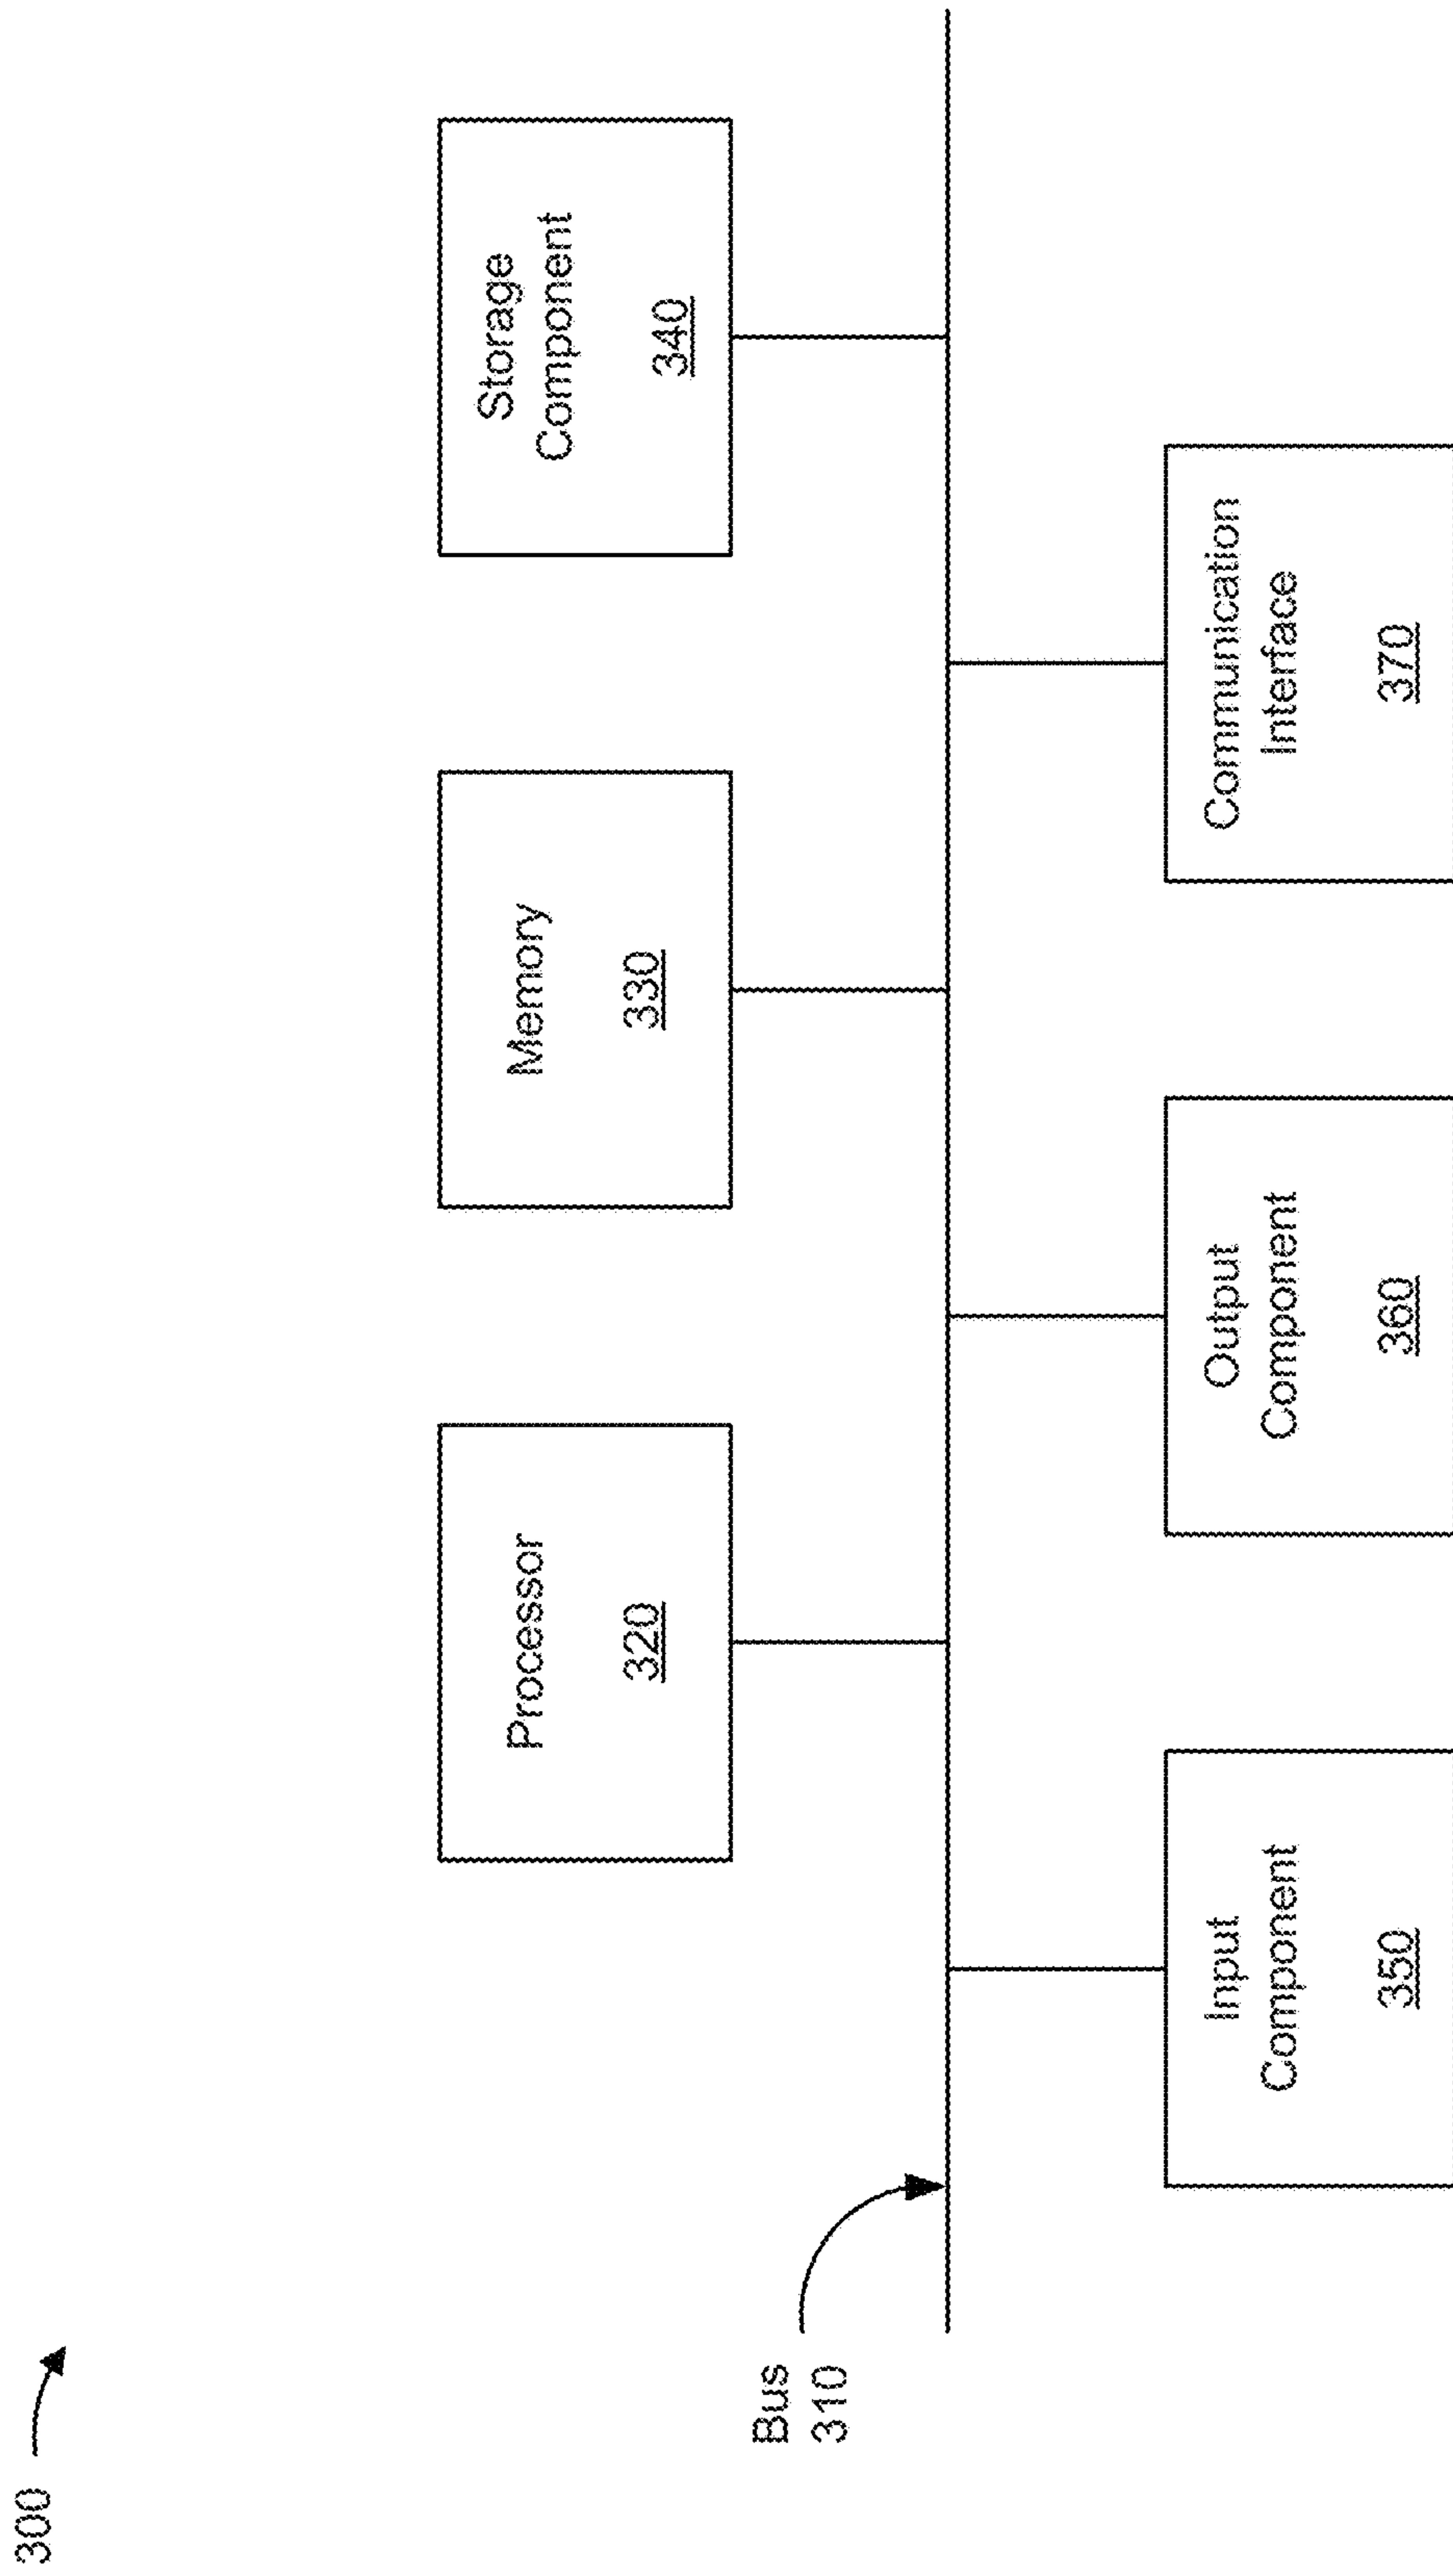 300
Processor
320
Memory
330
Storage
Component
340
Bus
310
Input
Component
350
Output
Component
360
Communication
Interface
370